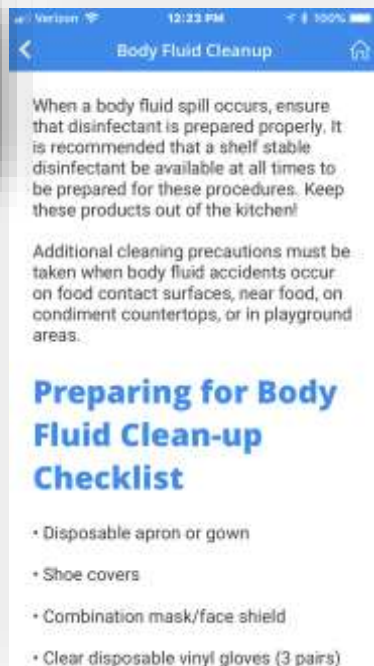 Verizon 12:23 PM 100%
Body Fluid Cleanup
When a body fluid spill occurs, ensure
that disinfectant is prepared properly. It
is recommended that a shelf stable
disinfectant be available at all times to
be prepared for these procedures. Keep
these products out of the kitchen!
Additional cleaning precautions must be
taken when body fluid accidents occur
on food contact surfaces, near food, on
condiment countertops, or in playground
areas.
Preparing for Body
Fluid Clean-up
Checklist
• Disposable apron or gown
• Shoe covers
• Combination mask/face shield
• Clear disposable vinyl gloves (3 pairs)